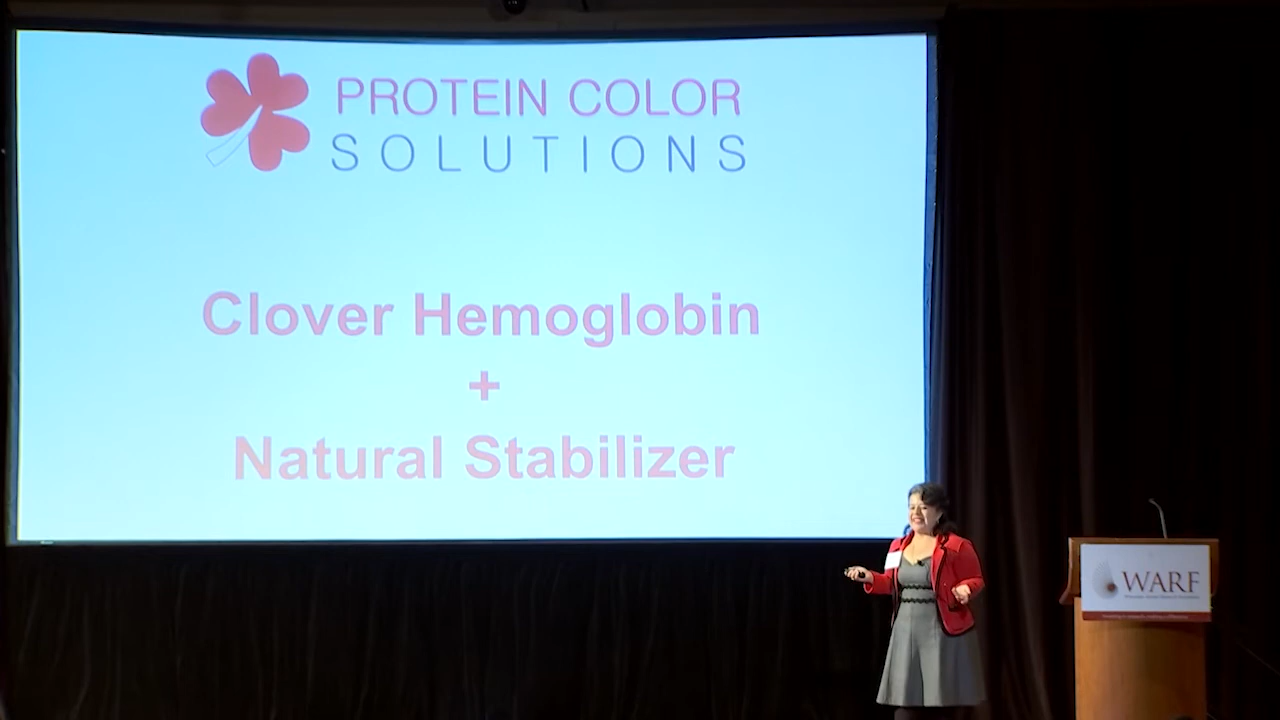 PROTEIN COLOR
SOLUTIONS
Clover Hemoglobin
+
Natural Stabilizer
WARF